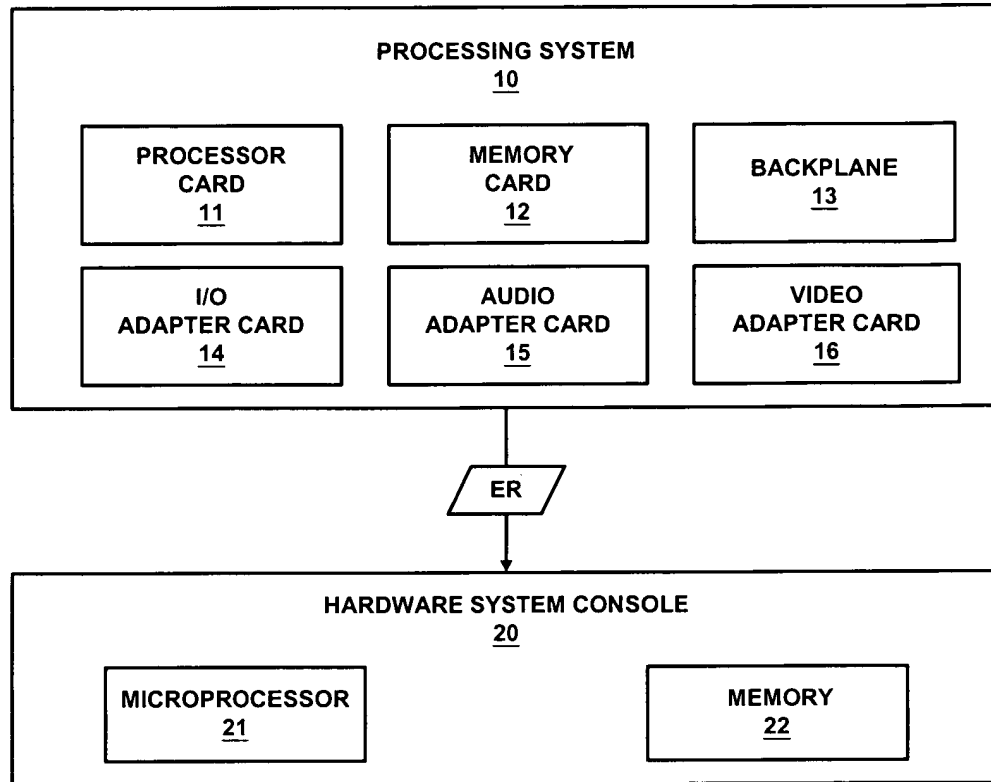 PROCESSING SYSTEM
10
PROCESSOR
CARD
11
MEMORY
CARD
12
BACKPLANE
13
I/O
ADAPTER CARD
14
AUDIO
ADAPTER CARD
15
VIDEO
ADAPTER CARD
16
ER
HARDWARE SYSTEM CONSOLE
20
MICROPROCESSOR
21
MEMORY
22